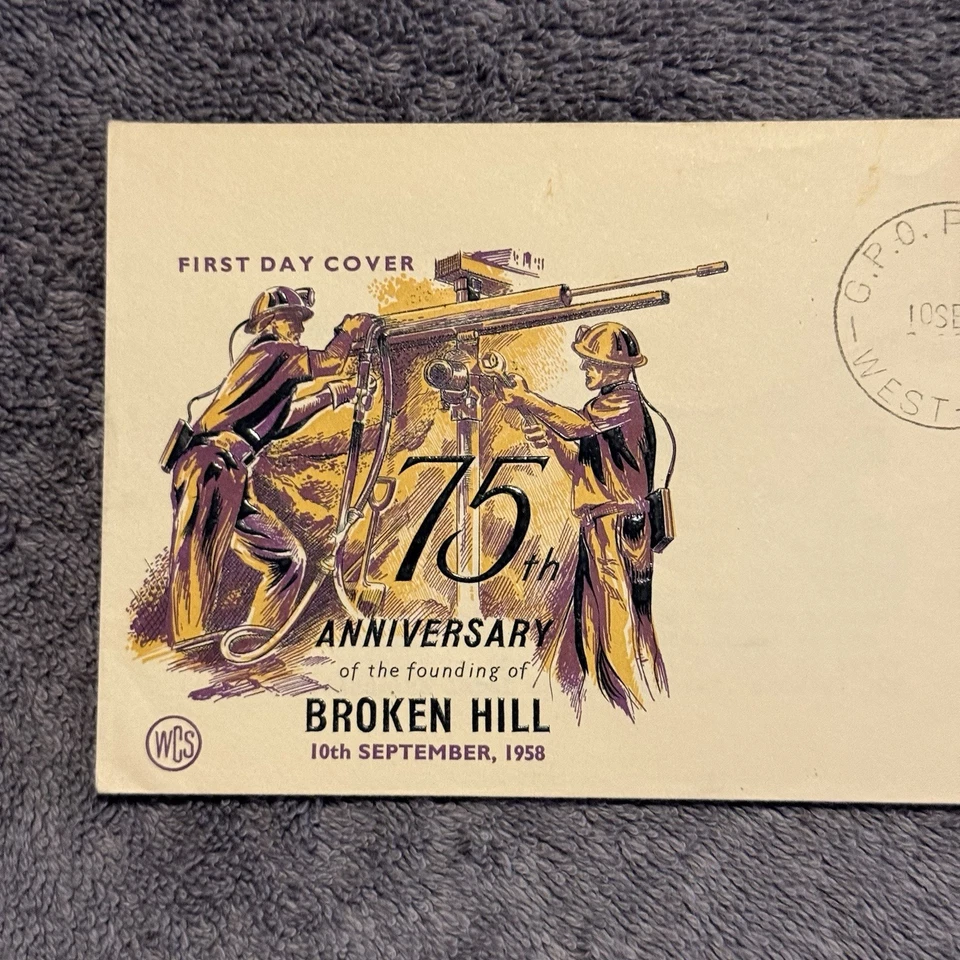 FIRST DAY COVER
75th
ANNIVERSARY
of the founding of
BROKEN HILL
10th SEPTEMBER, 1958
WCS
G.P.O. P
10SE
WEST